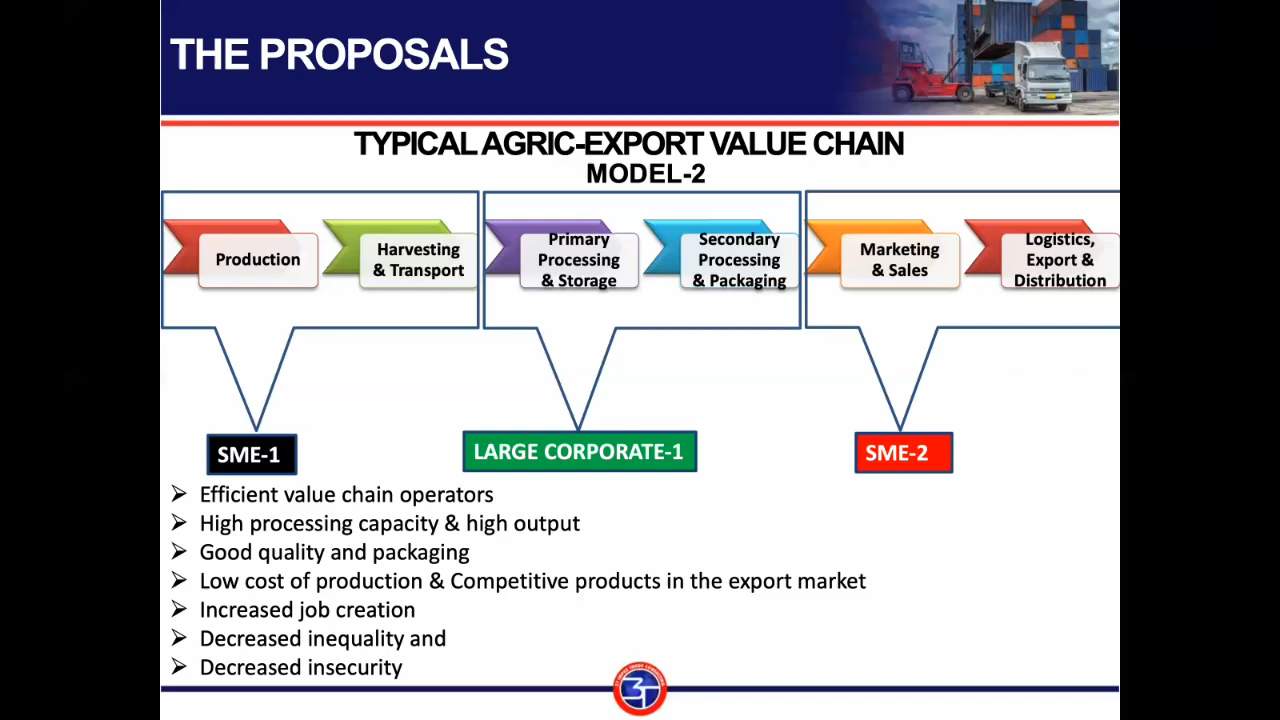 THE PROPOSALS
TYPICAL AGRIC-EXPORT VALUE CHAIN
MODEL-2
Production
Harvesting
& Transport
Primary
Processing
& Storage
Secondary
Processing
& Packaging
Marketing
& Sales
Logistics,
Export &
Distribution
SME-1
LARGE CORPORATE-1
SME-2
➢ Efficient value chain operators
➢ High processing capacity & high output
➢ Good quality and packaging
➢ Low cost of production & Competitive products in the export market
➢ Increased job creation
➢ Decreased inequality and
➢ Decreased insecurity
3T